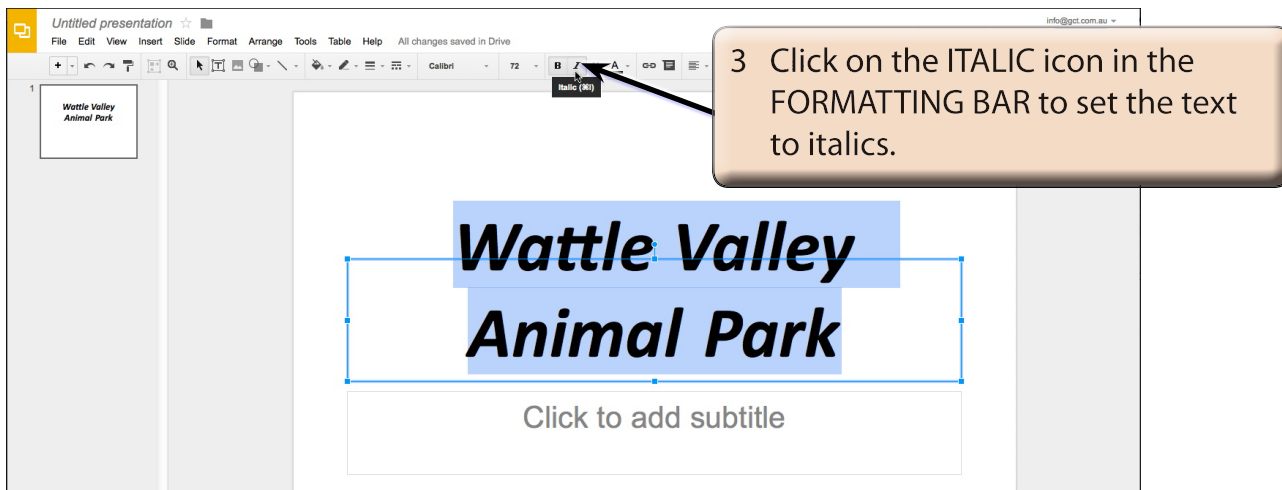 Untitled presentation
info@gct.com.au
File Edit View Insert Slide Format Arrange Tools Table Help All changes saved in Drive
Calibri 72 B I A
Italic (⌘I)
3 Click on the ITALIC icon in the
FORMATTING BAR to set the text
to italics.
1
Wattle Valley
Animal Park
Wattle Valley
Animal Park
Click to add subtitle